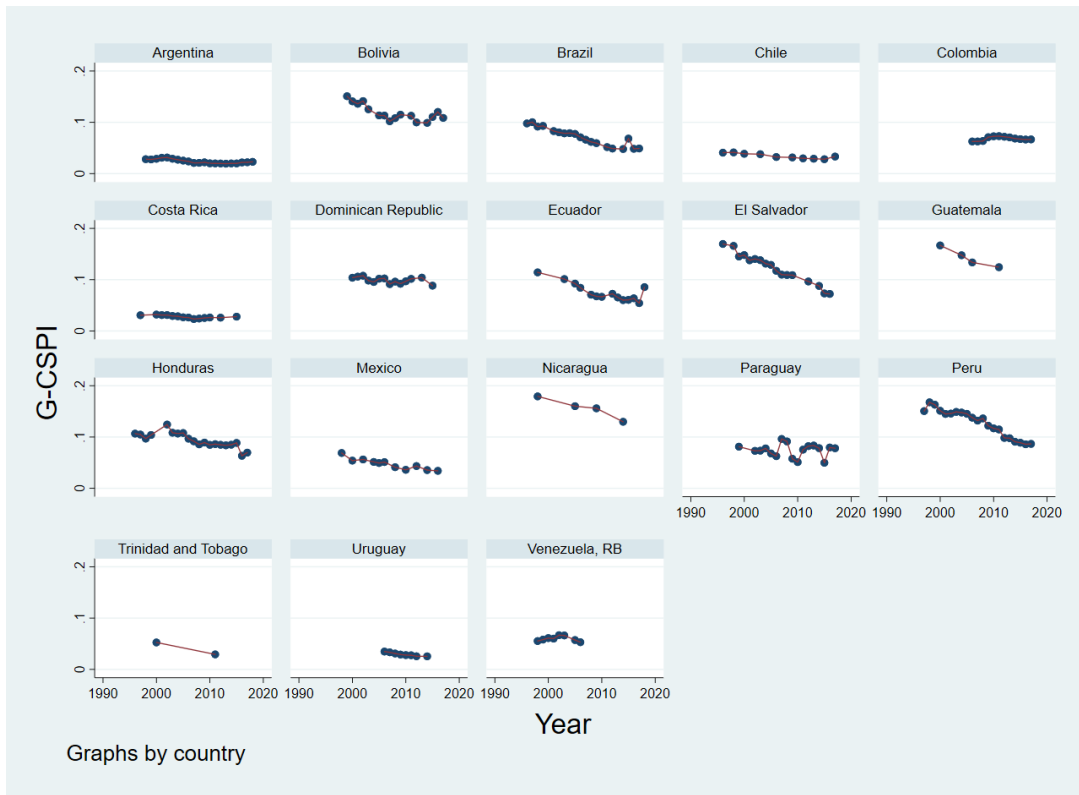 Argentina Bolivia Brazil Chile Colombia
.2
.1
0
Costa Rica Dominican Republic Ecuador El Salvador Guatemala
.2
.1
0
G-CSPI
Honduras Mexico Nicaragua Paraguay Peru
.2
.1
0
1990 2000 2010 2020 1990 2000 2010 2020
Trinidad and Tobago Uruguay Venezuela, RB
.2
.1
0
1990 2000 2010 2020 1990 2000 2010 2020 1990 2000 2010 2020
Year
Graphs by country